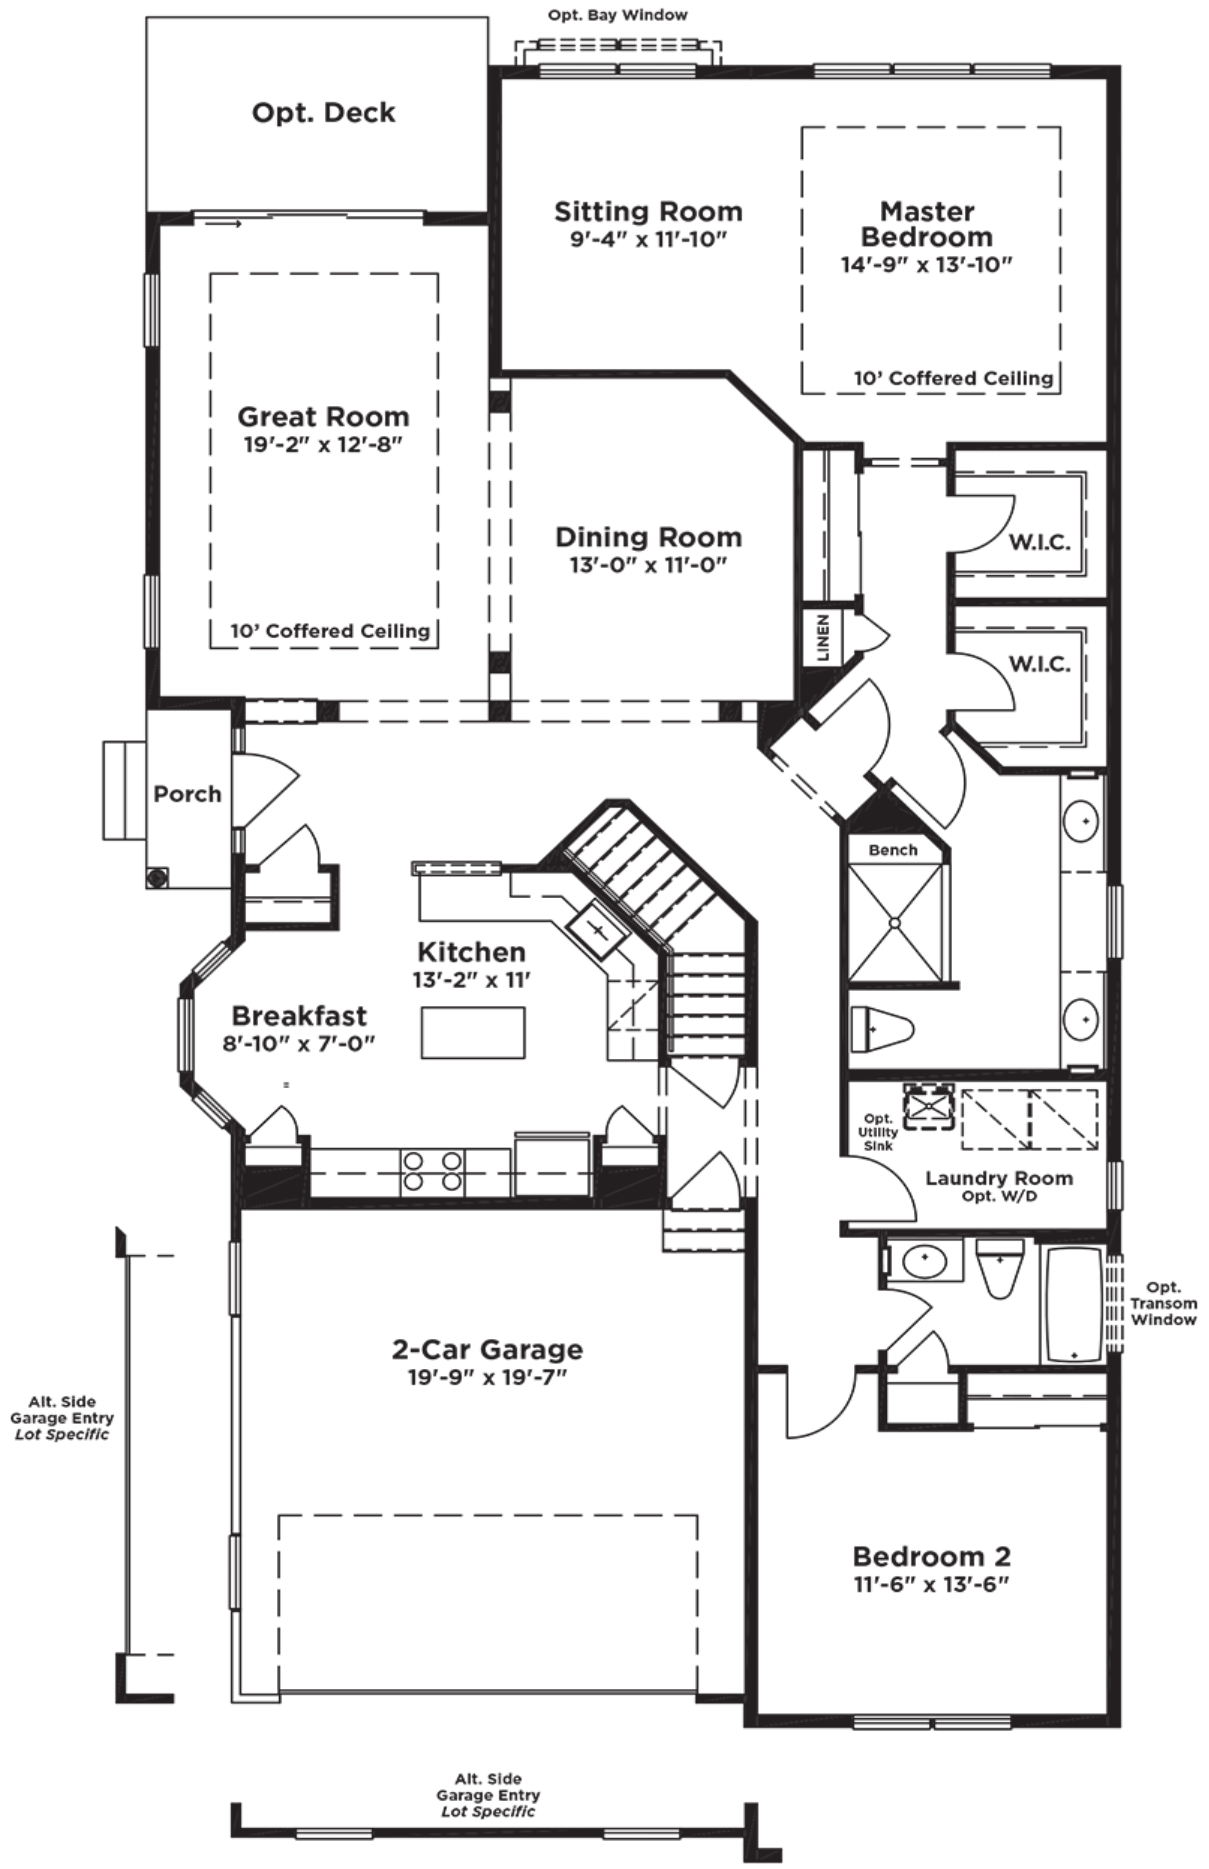 Opt. Bay Window
Opt. Deck
Sitting Room
9'-4" x 11'-10"
Master
Bedroom
14'-9" x 13'-10"
10' Coffered Ceiling
Great Room
19'-2" x 12'-8"
10' Coffered Ceiling
Dining Room
13'-0" x 11'-0"
W.I.C.
LINEN
W.I.C.
Porch
Bench
Kitchen
13'-2" x 11'
Breakfast
8'-10" x 7'-0"
Opt.
Utility
Sink
Laundry Room
Opt. W/D
Opt.
Transom
Window
2-Car Garage
19'-9" x 19'-7"
Alt. Side
Garage Entry
Lot Specific
Bedroom 2
11'-6" x 13'-6"
Alt. Side
Garage Entry
Lot Specific